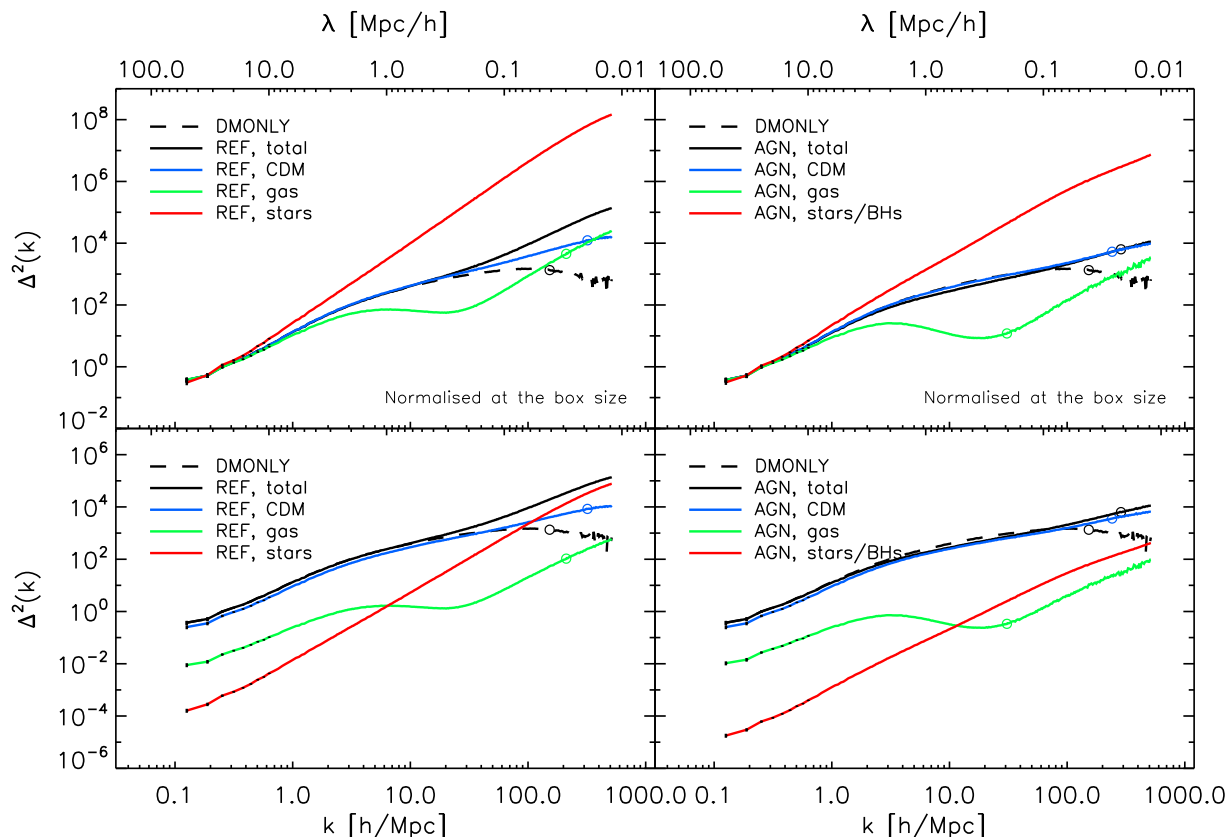 λ [Mpc/h] λ [Mpc/h]
100.0 10.0 1.0 0.1 0.01 100.0 10.0 1.0 0.1 0.01
Δ²(k)
10⁸
10⁶
10⁴
10²
10⁰
10⁻²
DMONLY
REF, total
REF, CDM
REF, gas
REF, stars
Normalised at the box size
DMONLY
AGN, total
AGN, CDM
AGN, gas
AGN, stars/BHs
Normalised at the box size
Δ²(k)
10⁶
10⁴
10²
10⁰
10⁻²
10⁻⁴
10⁻⁶
DMONLY
REF, total
REF, CDM
REF, gas
REF, stars
DMONLY
AGN, total
AGN, CDM
AGN, gas
AGN, stars/BHs
0.1 1.0 10.0 100.0 1000.0 0.1 1.0 10.0 100.0 1000.0
k [h/Mpc] k [h/Mpc]